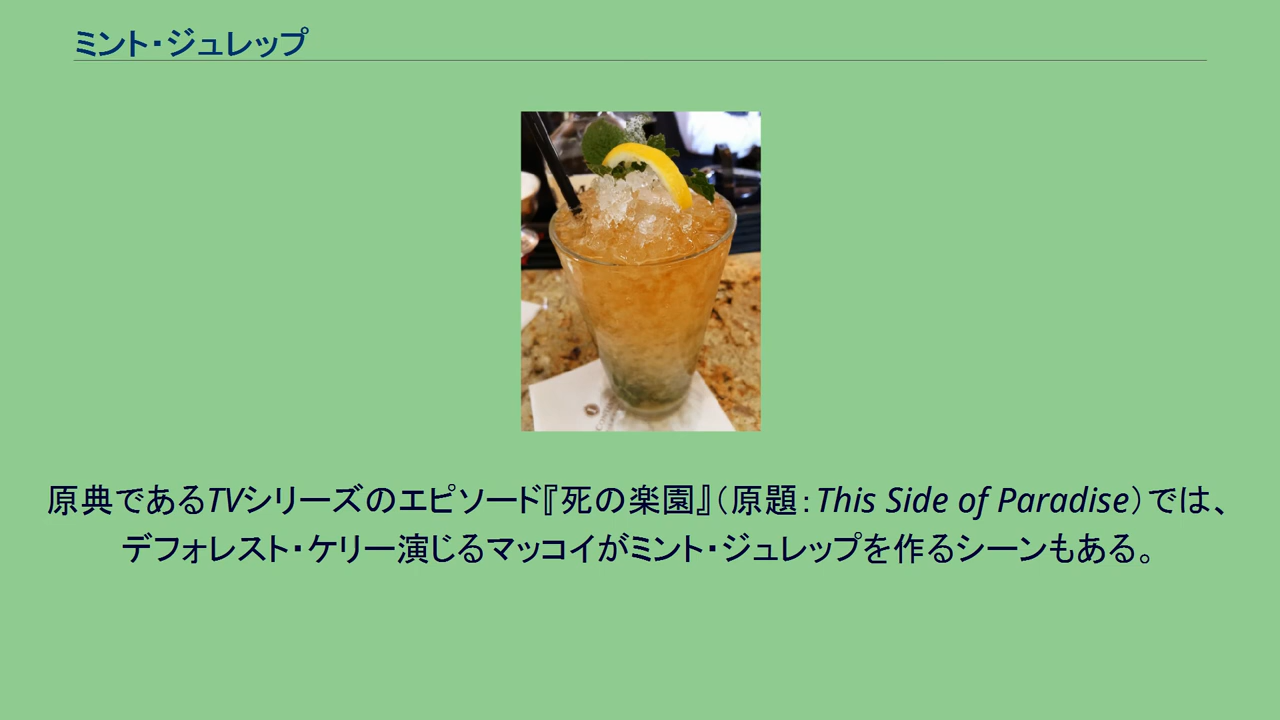 ミント・ジュレップ
原典であるTVシリーズのエピソード『死の楽園』（原題：This Side of Paradise）では、
デフォレスト・ケリー演じるマッコイがミント・ジュレップを作るシーンもある。